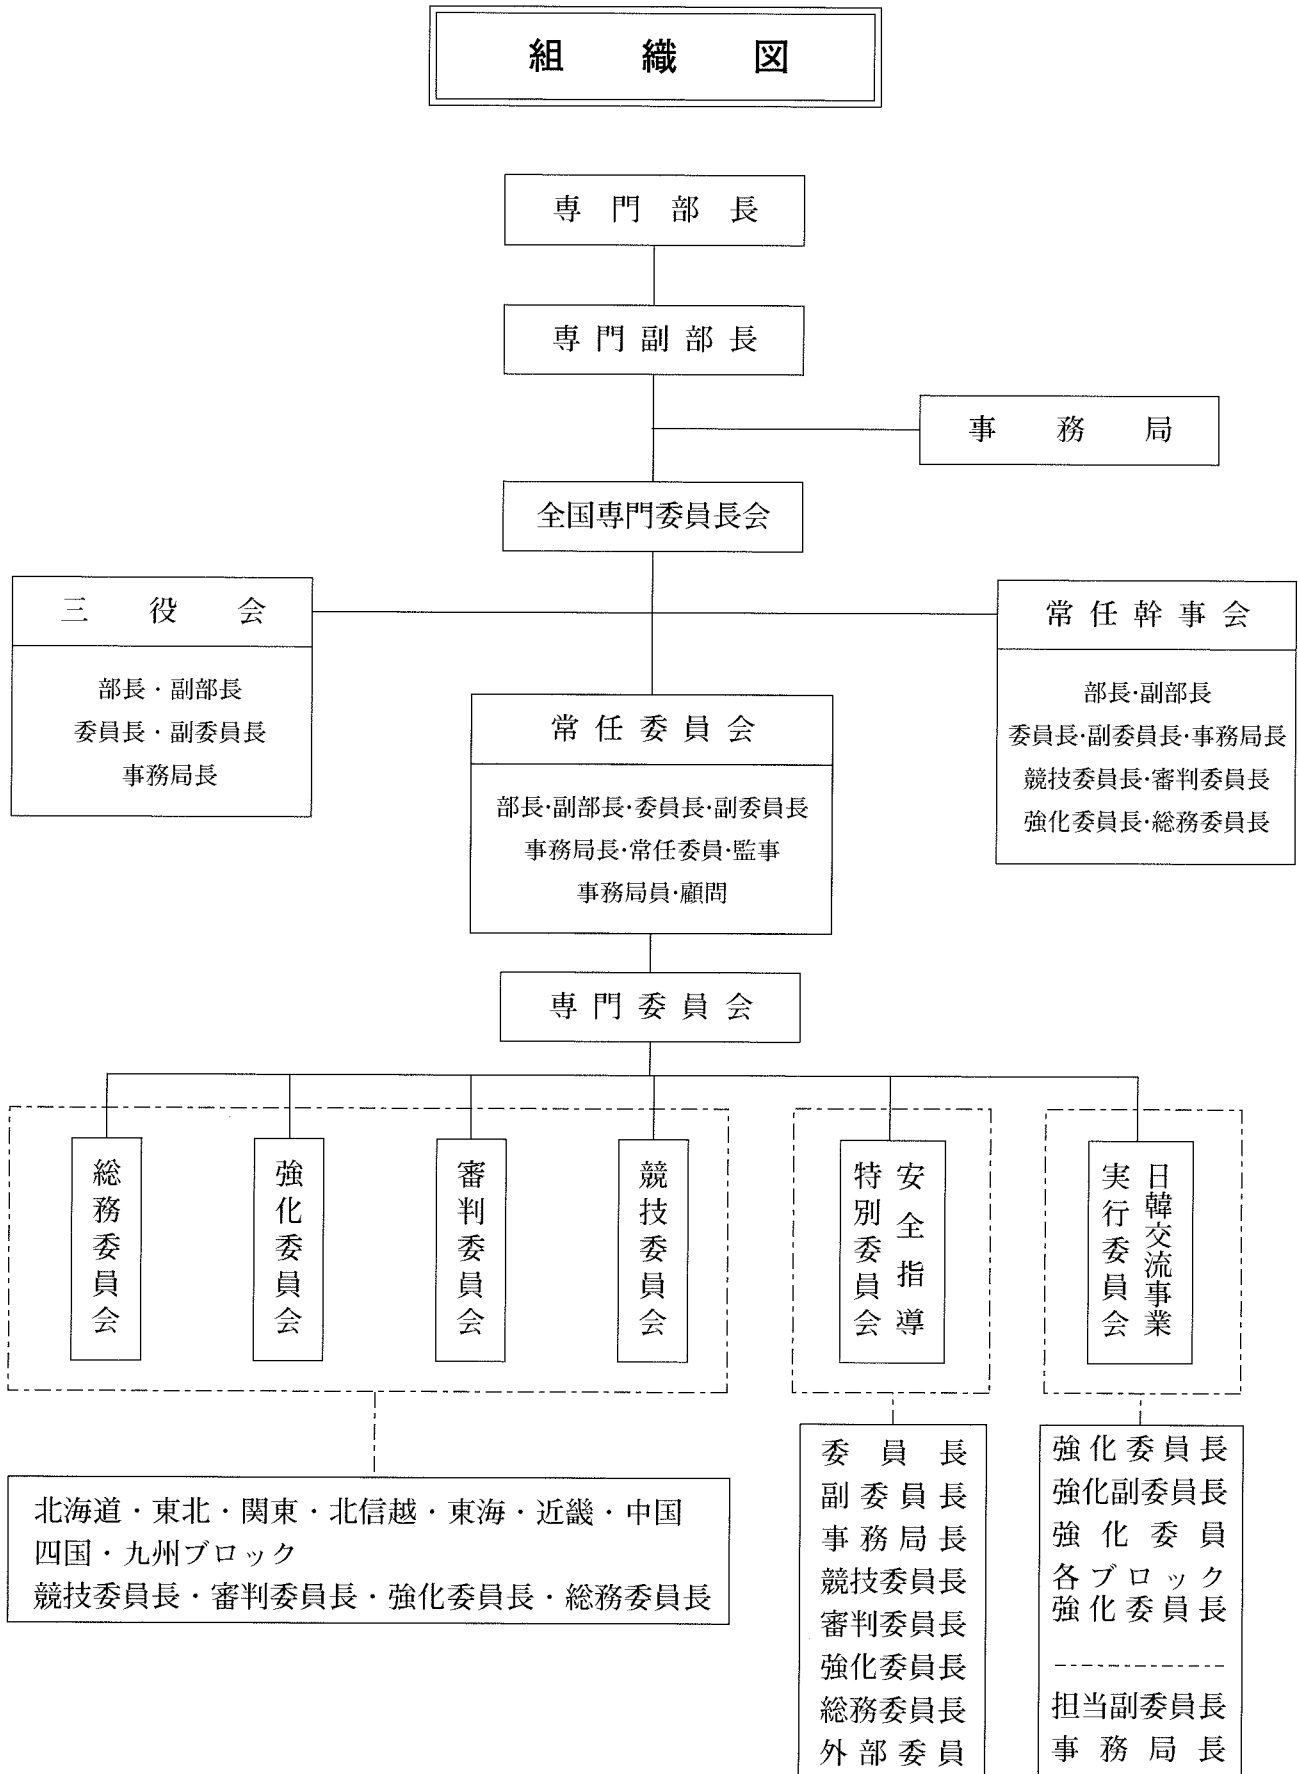 組織図
専門部長
専門副部長
事務局
全国専門委員長会
三役会
部長・副部長
委員長・副委員長
事務局長
常任幹事会
部長・副部長
委員長・副委員長・事務局長
競技委員長・審判委員長
強化委員長・総務委員長
常任委員会
部長・副部長・委員長・副委員長
事務局長・常任委員・監事
事務局員・顧問
専門委員会
総務委員会
強化委員会
審判委員会
競技委員会
安全指導
特別委員会
日韓交流事業
実行委員会
北海道・東北・関東・北信越・東海・近畿・中国
四国・九州ブロック
競技委員長・審判委員長・強化委員長・総務委員長
委員長
副委員長
事務局長
競技委員長
審判委員長
強化委員長
総務委員長
外部委員
強化委員長
強化副委員長
強化委員
各ブロック
強化委員長
担当副委員長
事務局長